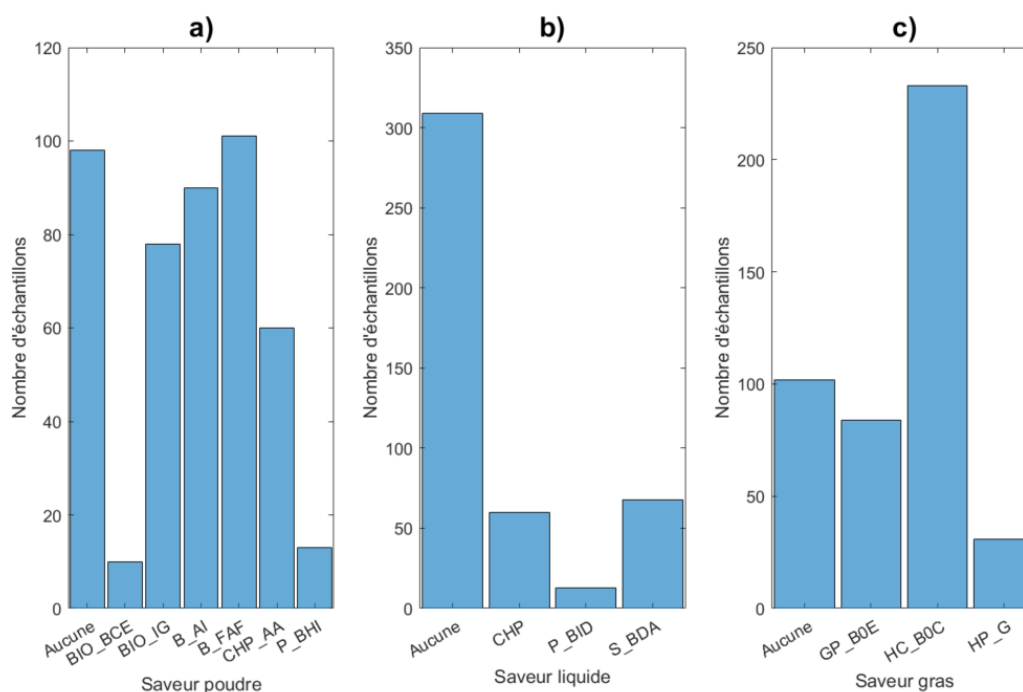 a)
120
100
80
60
40
20
0
Nombre d'échantillons
Aucune
BIO_BCE
BIO_IG
B_AI
B_FAF
CHP_AA
P_BHI
Saveur poudre
b)
350
300
250
200
150
100
50
0
Nombre d'échantillons
Aucune
CHP
P_BID
S_BDA
Saveur liquide
c)
250
200
150
100
50
0
Nombre d'échantillons
Aucune
GP_B0E
HC_B0C
HP_G
Saveur gras